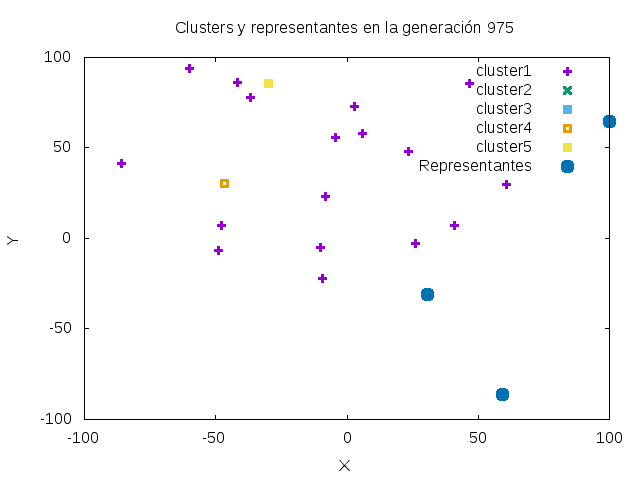 Clusters y representantes en la generación 975
100
50
0
-50
-100
-100
-50
0
50
100
Y
X
cluster1
cluster2
cluster3
cluster4
cluster5
Representantes